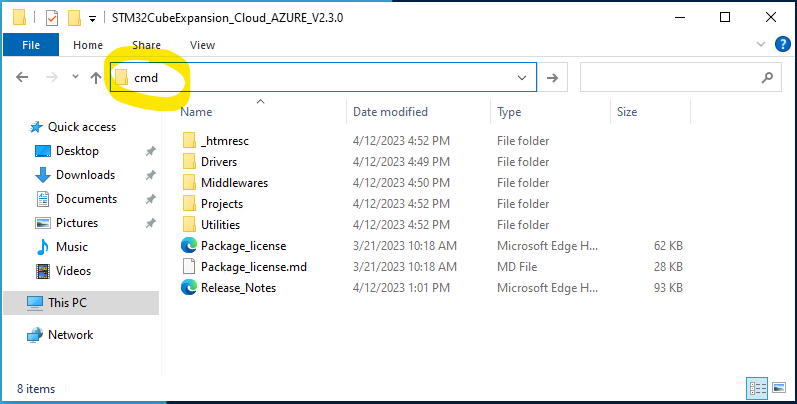 STM32CubeExpansion_Cloud_AZURE_V2.3.0
File Home Share View
cmd
Name Date modified Type Size
Quick access
Desktop
Downloads
Documents
Pictures
Music
Videos
This PC
Network
_htmresc 4/12/2023 4:52 PM File folder
Drivers 4/12/2023 4:49 PM File folder
Middlewares 4/12/2023 4:50 PM File folder
Projects 4/12/2023 4:52 PM File folder
Utilities 4/12/2023 4:52 PM File folder
Package_license 3/21/2023 10:18 AM Microsoft Edge H... 62 KB
Package_license.md 3/21/2023 10:18 AM MD File 28 KB
Release_Notes 4/12/2023 1:01 PM Microsoft Edge H... 93 KB
8 items